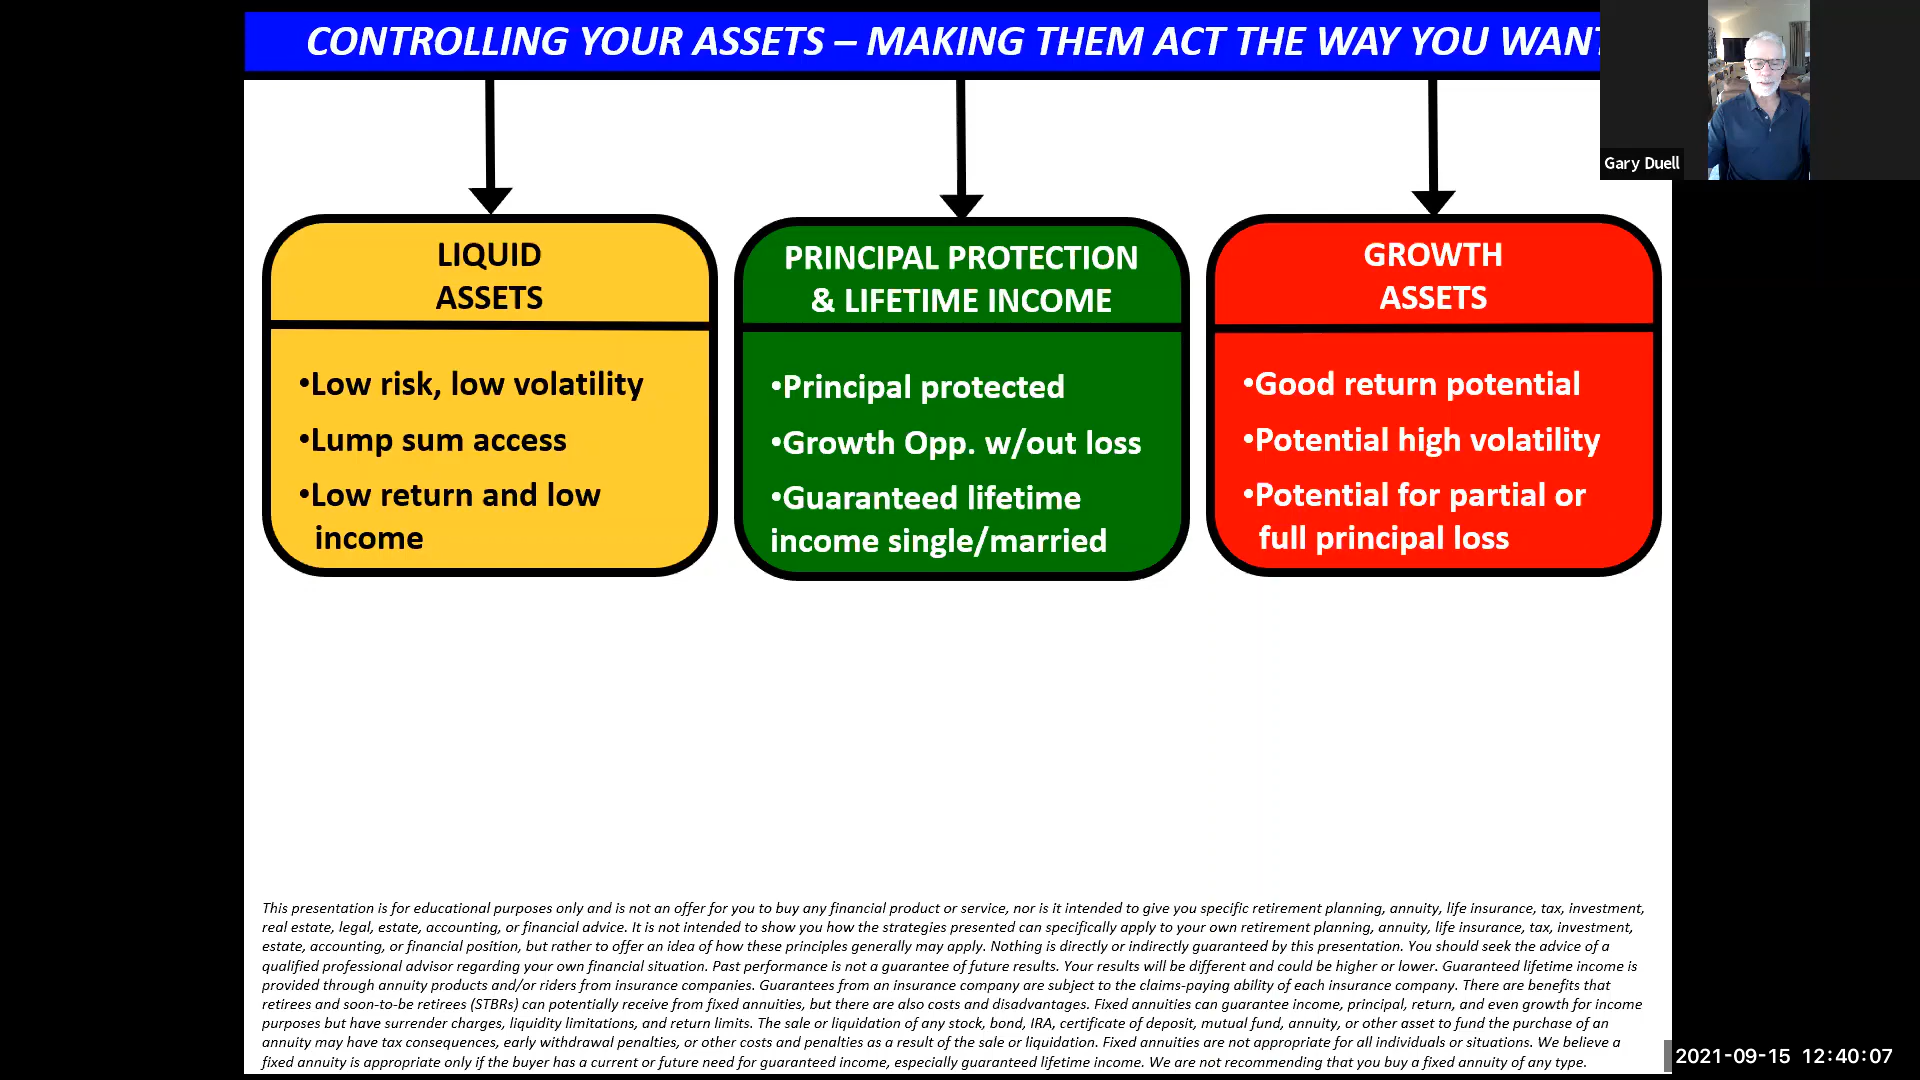 CONTROLLING YOUR ASSETS – MAKING THEM ACT THE WAY YOU WANT
Gary Duell
LIQUID
ASSETS
•Low risk, low volatility
•Lump sum access
•Low return and low
income
PRINCIPAL PROTECTION
& LIFETIME INCOME
•Principal protected
•Growth Opp. w/out loss
•Guaranteed lifetime
income single/married
GROWTH
ASSETS
•Good return potential
•Potential high volatility
•Potential for partial or
full principal loss
This presentation is for educational purposes only and is not an offer for you to buy any financial product or service, nor is it intended to give you specific retirement planning, annuity, life insurance, tax, investment,
real estate, legal, estate, accounting, or financial advice. It is not intended to show you how the strategies presented can specifically apply to your own retirement planning, annuity, life insurance, tax, investment,
estate, accounting, or financial position, but rather to offer an idea of how these principles generally may apply. Nothing is directly or indirectly guaranteed by this presentation. You should seek the advice of a
qualified professional advisor regarding your own financial situation. Past performance is not a guarantee of future results. Your results will be different and could be higher or lower. Guaranteed lifetime income is
provided through annuity products and/or riders from insurance companies. Guarantees from an insurance company are subject to the claims-paying ability of each insurance company. There are benefits that
retirees and soon-to-be retirees (STBRs) can potentially receive from fixed annuities, but there are also costs and disadvantages. Fixed annuities can guarantee income, principal, return, and even growth for income
purposes but have surrender charges, liquidity limitations, and return limits. The sale or liquidation of any stock, bond, IRA, certificate of deposit, mutual fund, annuity, or other asset to fund the purchase of an
annuity may have tax consequences, early withdrawal penalties, or other costs and penalties as a result of the sale or liquidation. Fixed annuities are not appropriate for all individuals or situations. We believe a
fixed annuity is appropriate only if the buyer has a current or future need for guaranteed income, especially guaranteed lifetime income. We are not recommending that you buy a fixed annuity of any type.
2021-09-15 12:40:07